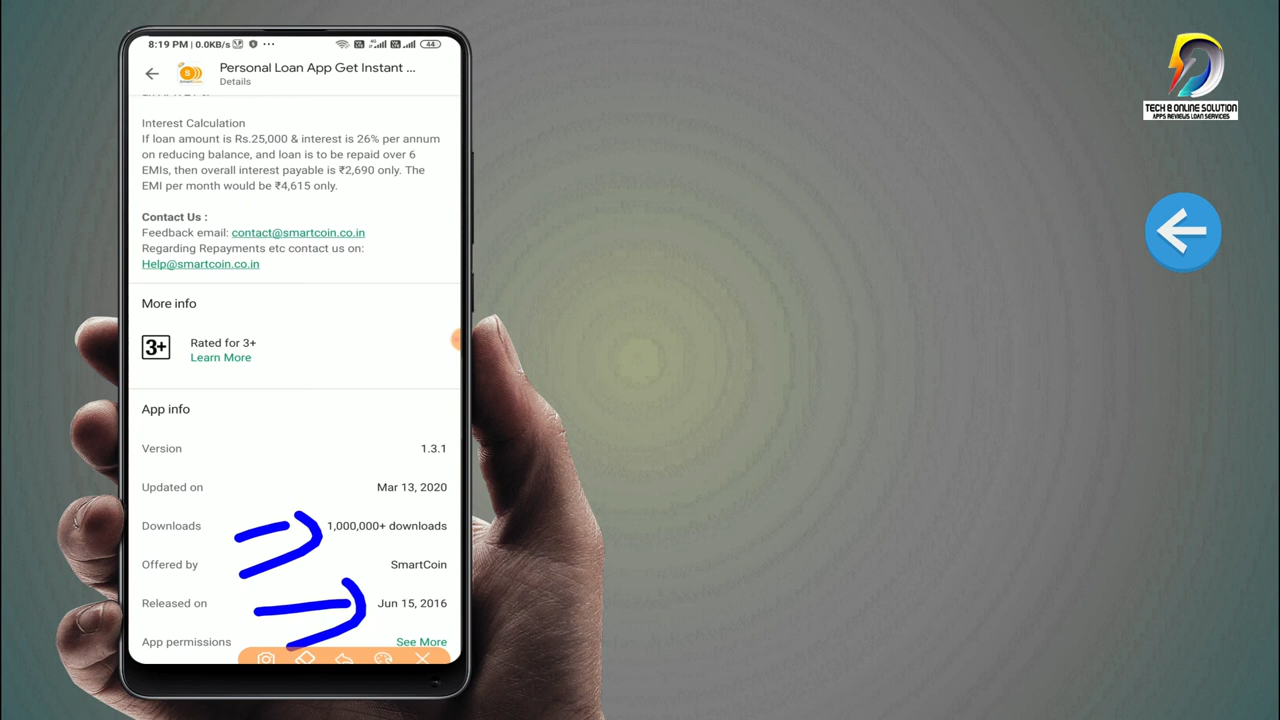 8:19 PM | 0.0KB/s ... 44
Personal Loan App Get Instant ...
Details
Interest Calculation
If loan amount is Rs.25,000 & interest is 26% per annum
on reducing balance, and loan is to be repaid over 6
EMIs, then overall interest payable is ₹2,690 only. The
EMI per month would be ₹4,615 only.
Contact Us :
Feedback email: contact@smartcoin.co.in
Regarding Repayments etc contact us on:
Help@smartcoin.co.in
More info
3+ Rated for 3+
Learn More
App info
Version 1.3.1
Updated on Mar 13, 2020
Downloads 1,000,000+ downloads
Offered by SmartCoin
Released on Jun 15, 2016
App permissions See More
TECH & ONLINE SOLUTION
APPS REVIEWS LOAN SERVICES